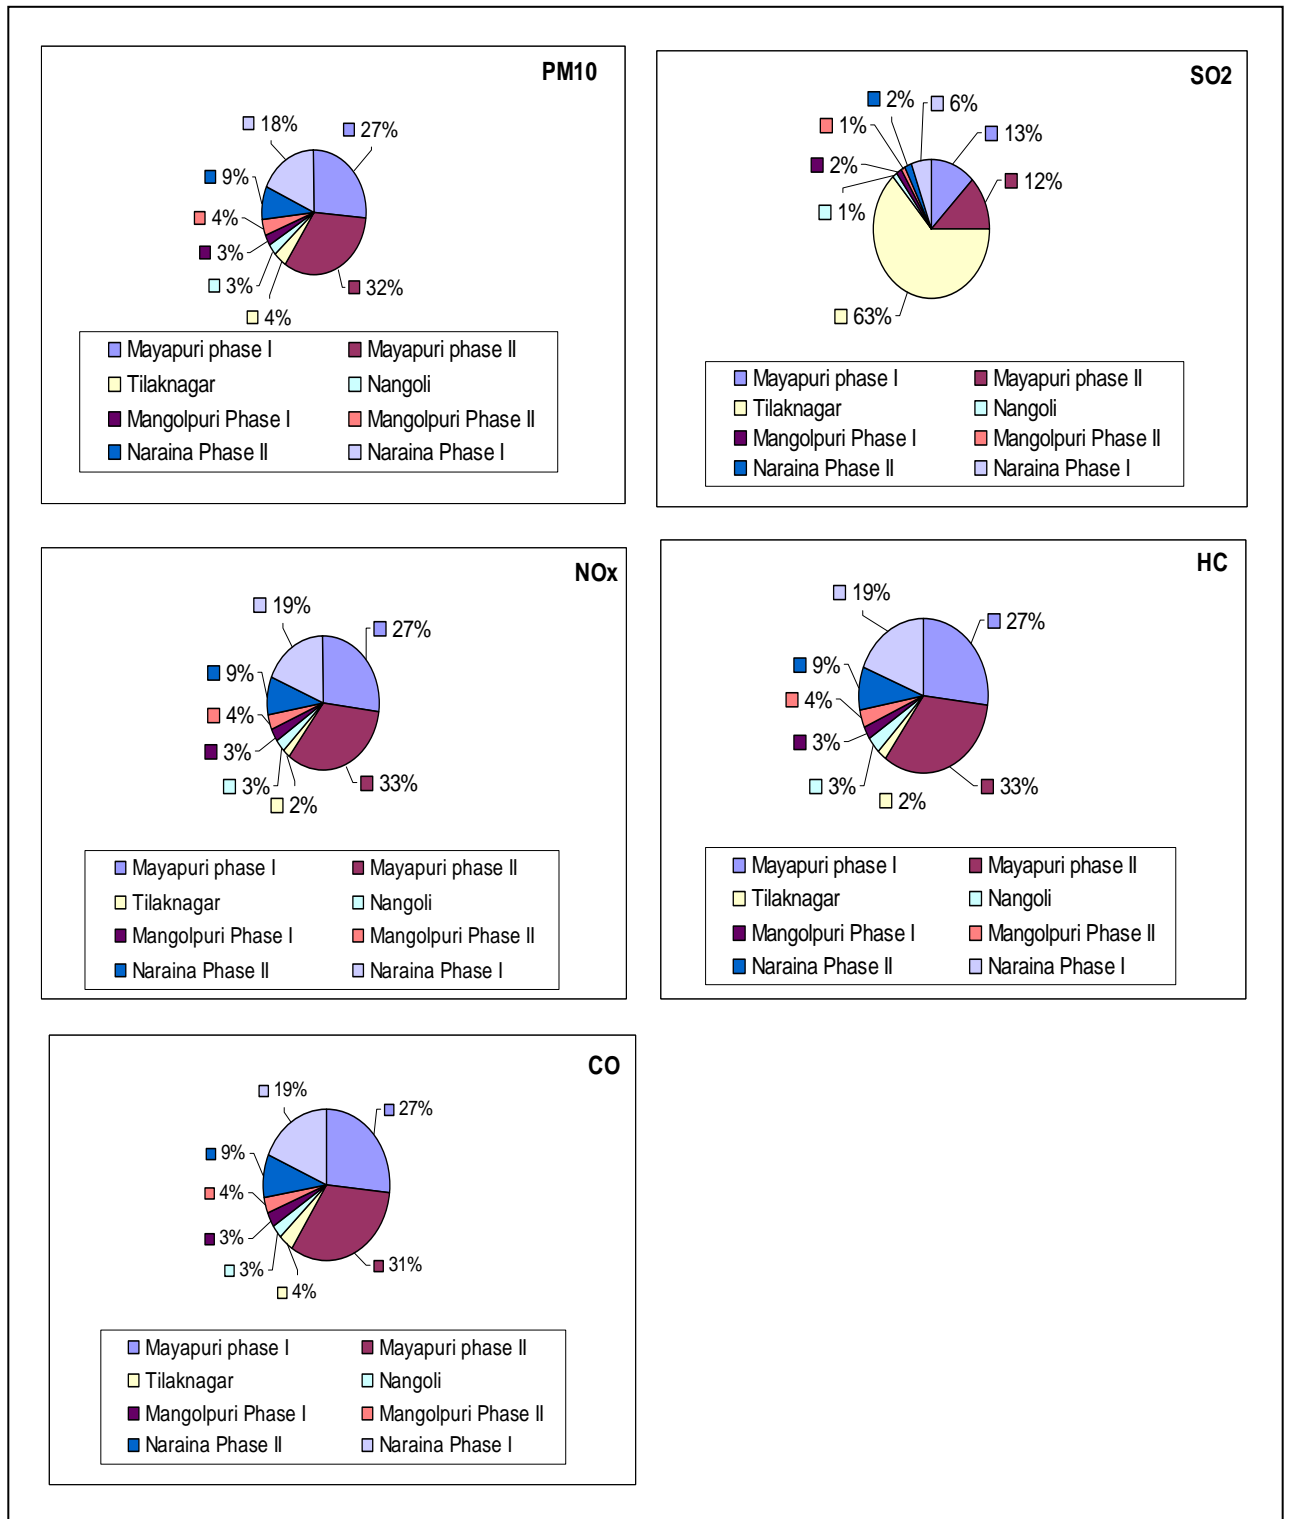 PM10
18%
27%
9%
4%
3%
3%
4%
32%
Mayapuri phase I
Mayapuri phase II
Tilaknagar
Nangoli
Mangolpuri Phase I
Mangolpuri Phase II
Naraina Phase II
Naraina Phase I
SO2
2%
6%
1%
13%
2%
12%
1%
63%
Mayapuri phase I
Mayapuri phase II
Tilaknagar
Nangoli
Mangolpuri Phase I
Mangolpuri Phase II
Naraina Phase II
Naraina Phase I
NOx
19%
27%
9%
4%
3%
3%
2%
33%
Mayapuri phase I
Mayapuri phase II
Tilaknagar
Nangoli
Mangolpuri Phase I
Mangolpuri Phase II
Naraina Phase II
Naraina Phase I
HC
19%
27%
9%
4%
3%
3%
2%
33%
Mayapuri phase I
Mayapuri phase II
Tilaknagar
Nangoli
Mangolpuri Phase I
Mangolpuri Phase II
Naraina Phase II
Naraina Phase I
CO
19%
27%
9%
4%
3%
3%
4%
31%
Mayapuri phase I
Mayapuri phase II
Tilaknagar
Nangoli
Mangolpuri Phase I
Mangolpuri Phase II
Naraina Phase II
Naraina Phase I